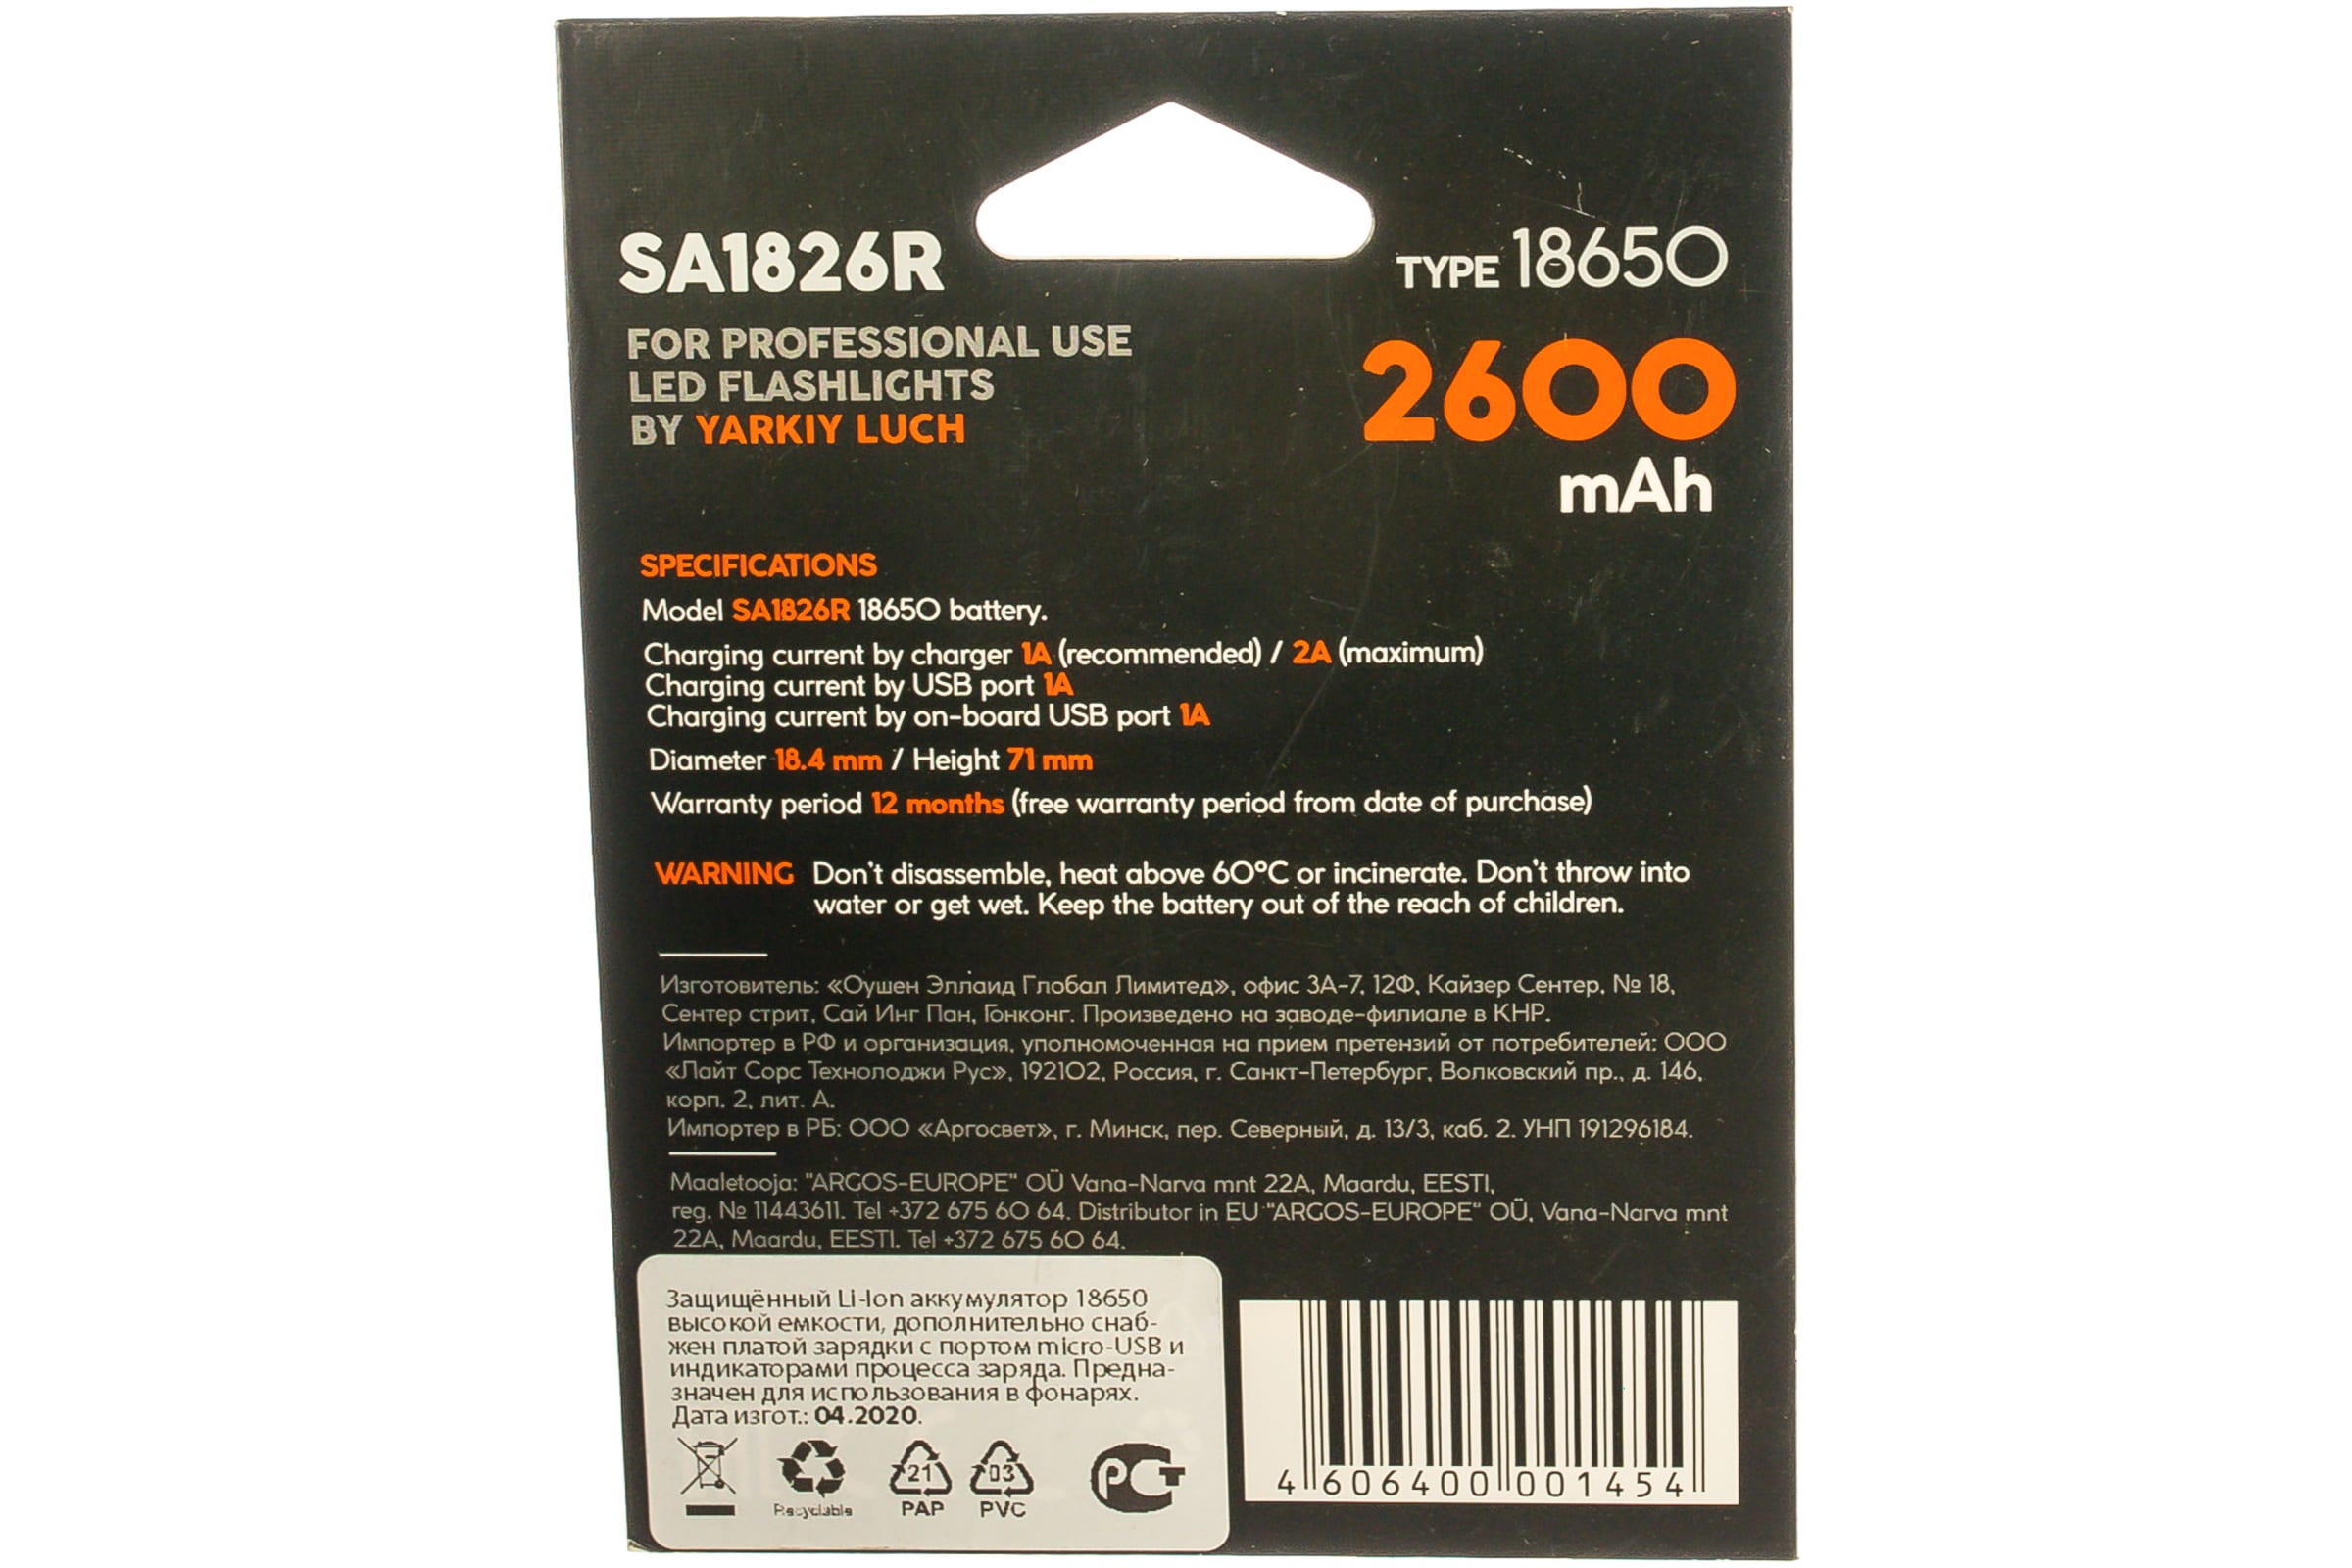 SA1826R
TYPE 18650
FOR PROFESSIONAL USE
LED FLASHLIGHTS
BY YARKIY LUCH
2600
mAh
SPECIFICATIONS
Model SA1826R 18650 battery.
Charging current by charger 1A (recommended) / 2A (maximum)
Charging current by USB port 1A
Charging current by on-board USB port 1A
Diameter 18.4 mm / Height 71 mm
Warranty period 12 months (free warranty period from date of purchase)
WARNING Don't disassemble, heat above 60°C or incinerate. Don't throw into
water or get wet. Keep the battery out of the reach of children.
Изготовитель: «Оушен Эллаид Глобал Лимитед», офис 3А-7, 12Ф, Кайзер Сентер, № 18,
Сентер стрит, Сай Инг Пан, Гонконг. Произведено на заводе-филиале в КНР.
Импортер в РФ и организация, уполномоченная на прием претензий от потребителей: ООО
«Лайт Сорс Технолоджи Рус», 192102, Россия, г. Санкт-Петербург, Волковский пр., д. 146,
корп. 2, лит. А.
Импортер в РБ: ООО «Аргосвет», г. Минск, пер. Северный, д. 13/3, каб. 2. УНП 191296184.
Maaletooja: "ARGOS-EUROPE" OÜ Vana-Narva mnt 22A, Maardu, EESTI,
reg. № 11443611. Tel +372 675 60 64. Distributor in EU "ARGOS-EUROPE" OÜ, Vana-Narva mnt
22A, Maardu, EESTI. Tel +372 675 60 64.
Защищённый Li-Ion аккумулятор 18650
высокой емкости, дополнительно снаб-
жен платой зарядки с портом micro-USB и
индикаторами процесса заряда. Предна-
значен для использования в фонарях.
Дата изгот.: 04.2020.
21 03 РСТ
Recyclable PAP PVC
4 606400 001454